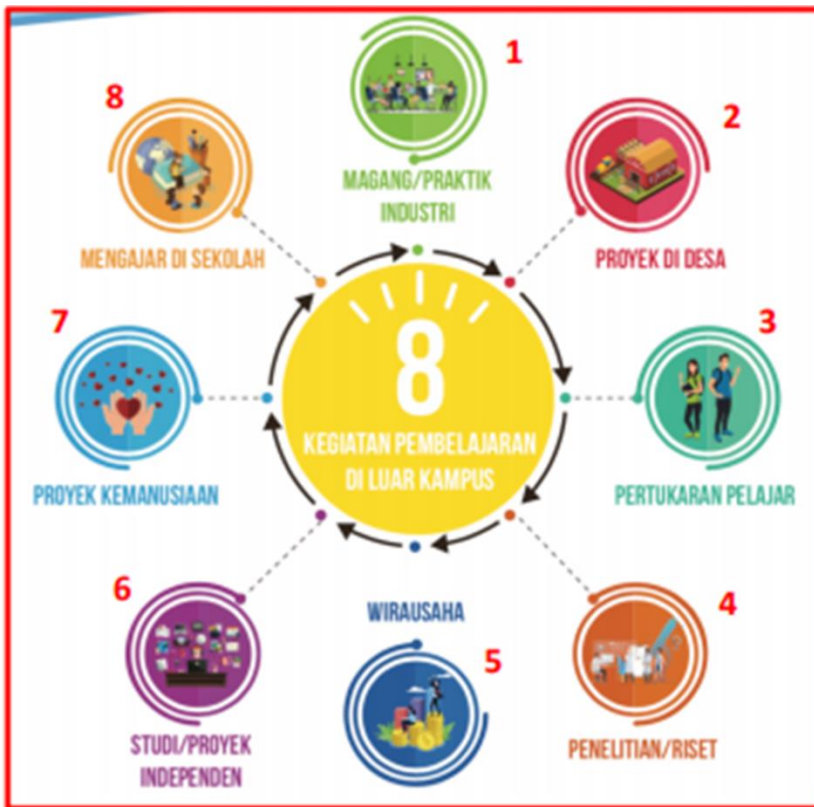 1
MAGANG/PRAKTIK
INDUSTRI
2
PROYEK DI DESA
3
PERTUKARAN PELAJAR
4
PENELITIAN/RISET
5
WIRAUSAHA
6
STUDI/PROYEK
INDEPENDEN
7
PROYEK KEMANUSIAAN
8
MENGAJAR DI SEKOLAH
8
KEGIATAN PEMBELAJARAN
DI LUAR KAMPUS